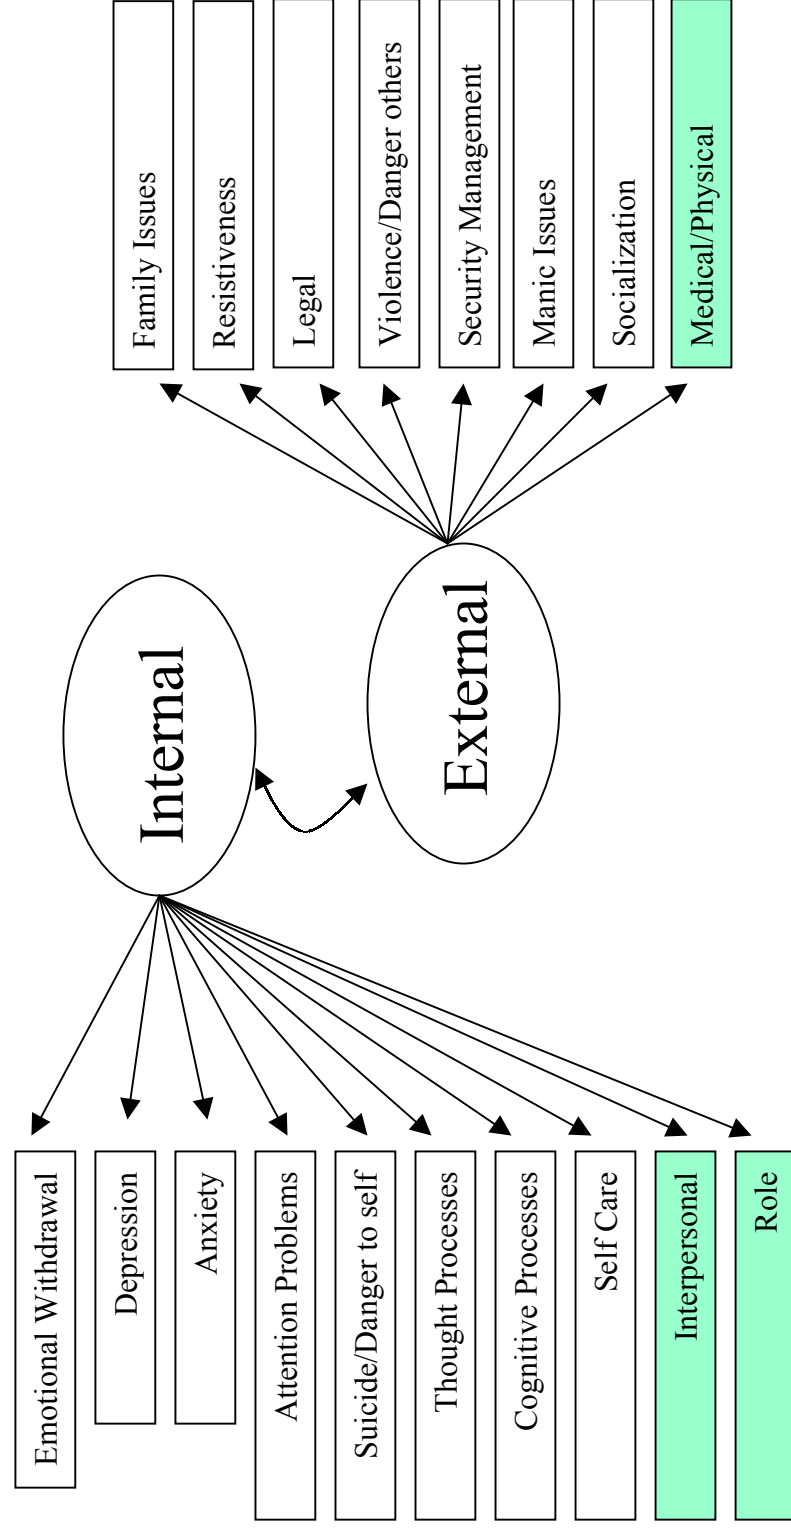 Emotional Withdrawal
Depression
Anxiety
Attention Problems
Suicide/Danger to self
Thought Processes
Cognitive Processes
Self Care
Interpersonal
Role
Internal
External
Family Issues
Resistiveness
Legal
Violence/Danger others
Security Management
Manic Issues
Socialization
Medical/Physical